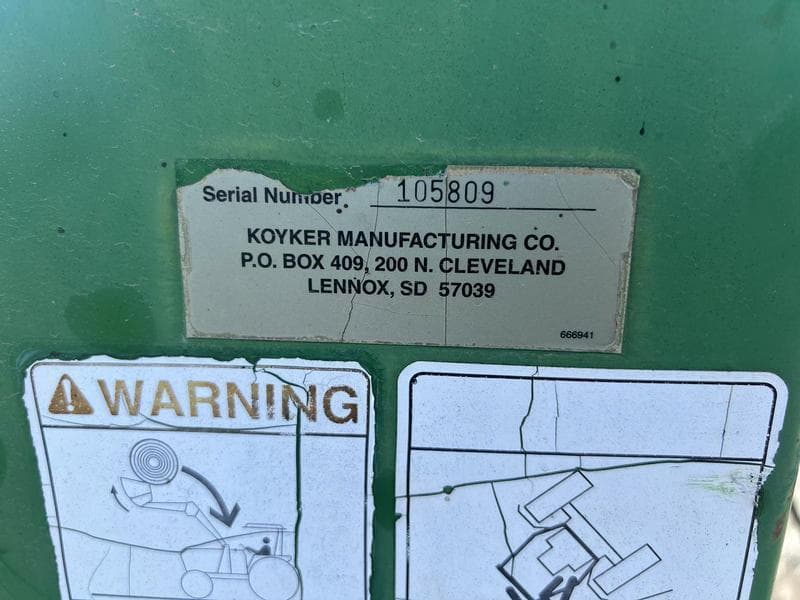 Serial Number 105809
KOYKER MANUFACTURING CO.
P.O. BOX 409, 200 N. CLEVELAND
LENNOX, SD 57039
666941
WARNING